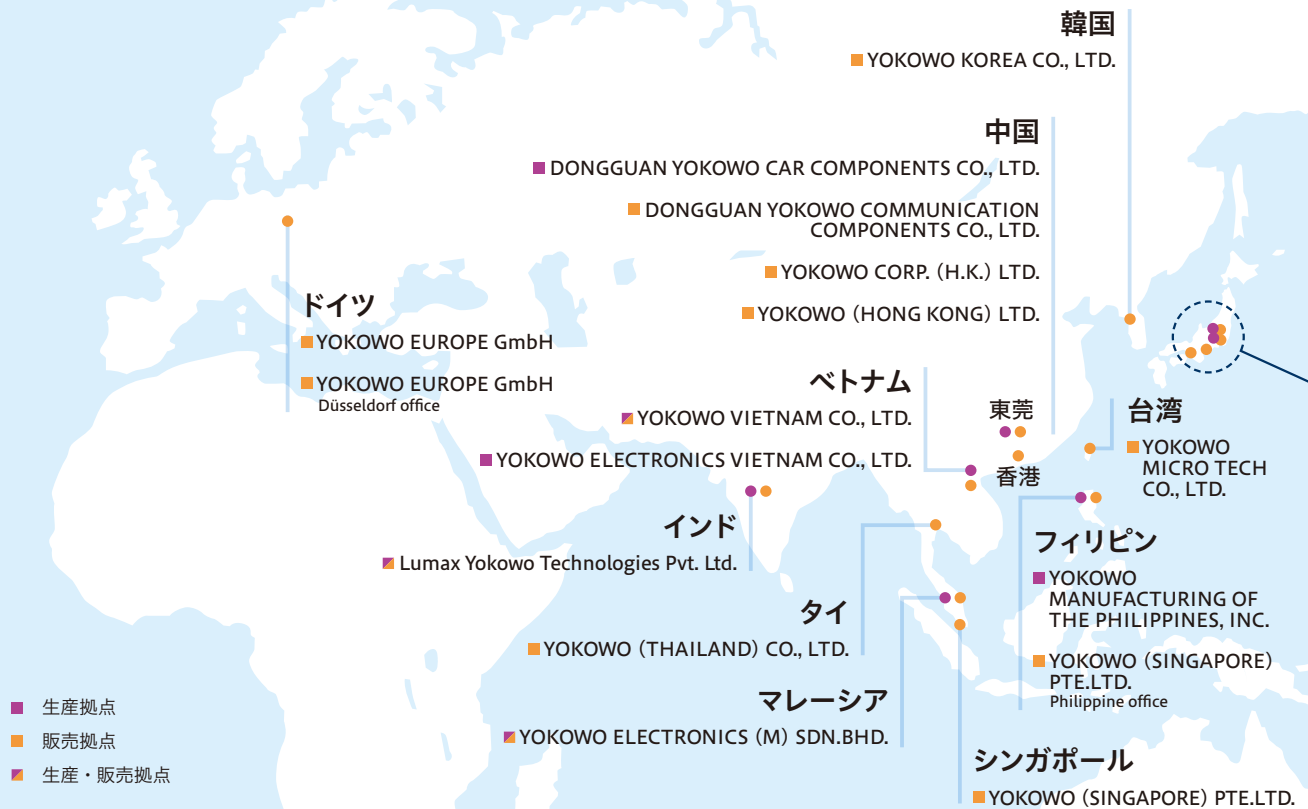 韓国
YOKOWO KOREA CO., LTD.
中国
DONGGUAN YOKOWO CAR COMPONENTS CO., LTD.
DONGGUAN YOKOWO COMMUNICATION
COMPONENTS CO., LTD.
YOKOWO CORP. (H.K.) LTD.
YOKOWO (HONG KONG) LTD.
ドイツ
YOKOWO EUROPE GmbH
YOKOWO EUROPE GmbH
Düsseldorf office
ベトナム
YOKOWO VIETNAM CO., LTD.
YOKOWO ELECTRONICS VIETNAM CO., LTD.
東莞
香港
台湾
YOKOWO
MICRO TECH
CO., LTD.
インド
Lumax Yokowo Technologies Pvt. Ltd.
フィリピン
YOKOWO
MANUFACTURING OF
THE PHILIPPINES, INC.
YOKOWO (SINGAPORE)
PTE.LTD.
Philippine office
タイ
YOKOWO (THAILAND) CO., LTD.
マレーシア
YOKOWO ELECTRONICS (M) SDN.BHD.
シンガポール
YOKOWO (SINGAPORE) PTE.LTD.
生産拠点
販売拠点
生産・販売拠点